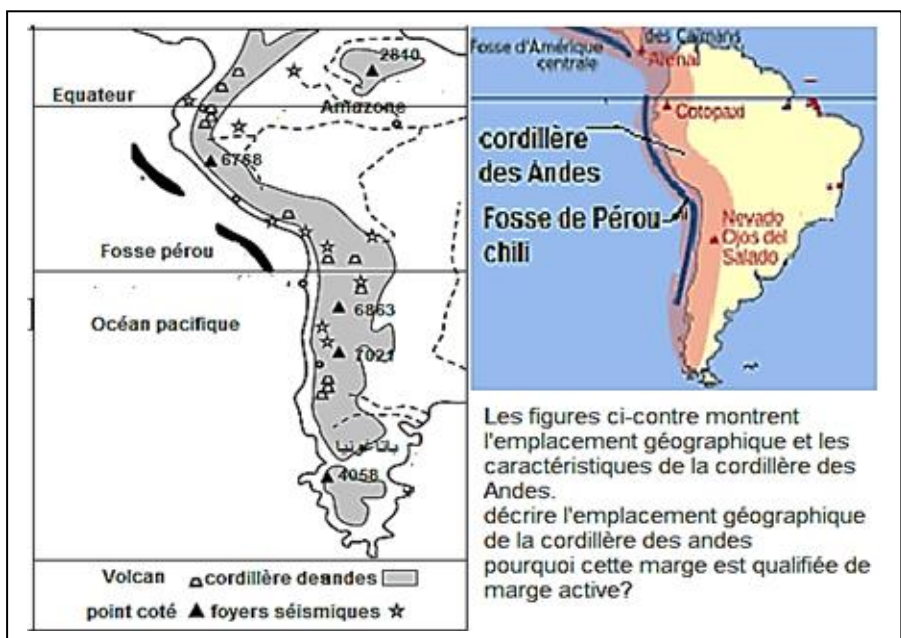 2840
Equateur
Amazone
6768
Fosse pérou
6863
Océan pacifique
7021
باتاغونيا
4058
Volcan cordillère deandes
point coté foyers séismiques
Fosse d'Amérique
centrale
des Caïmans
Arenal
Cotopaxi
cordillère
des Andes
Fosse de Pérou
chili
Nevado
Ojos del
Salado
Les figures ci-contre montrent
l'emplacement géographique et les
caractéristiques de la cordillère des
Andes.
décrire l'emplacement géographique
de la cordillère des andes
pourquoi cette marge est qualifiée de
marge active?